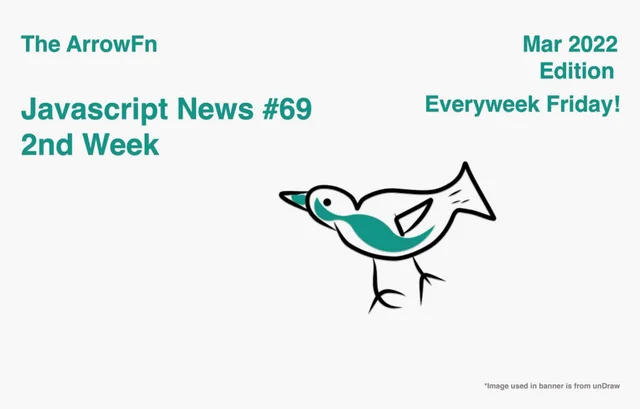 The ArrowFn
Mar 2022
Edition
Javascript News #69
Everyweek Friday!
2nd Week
*Image used in banner is from unDraw